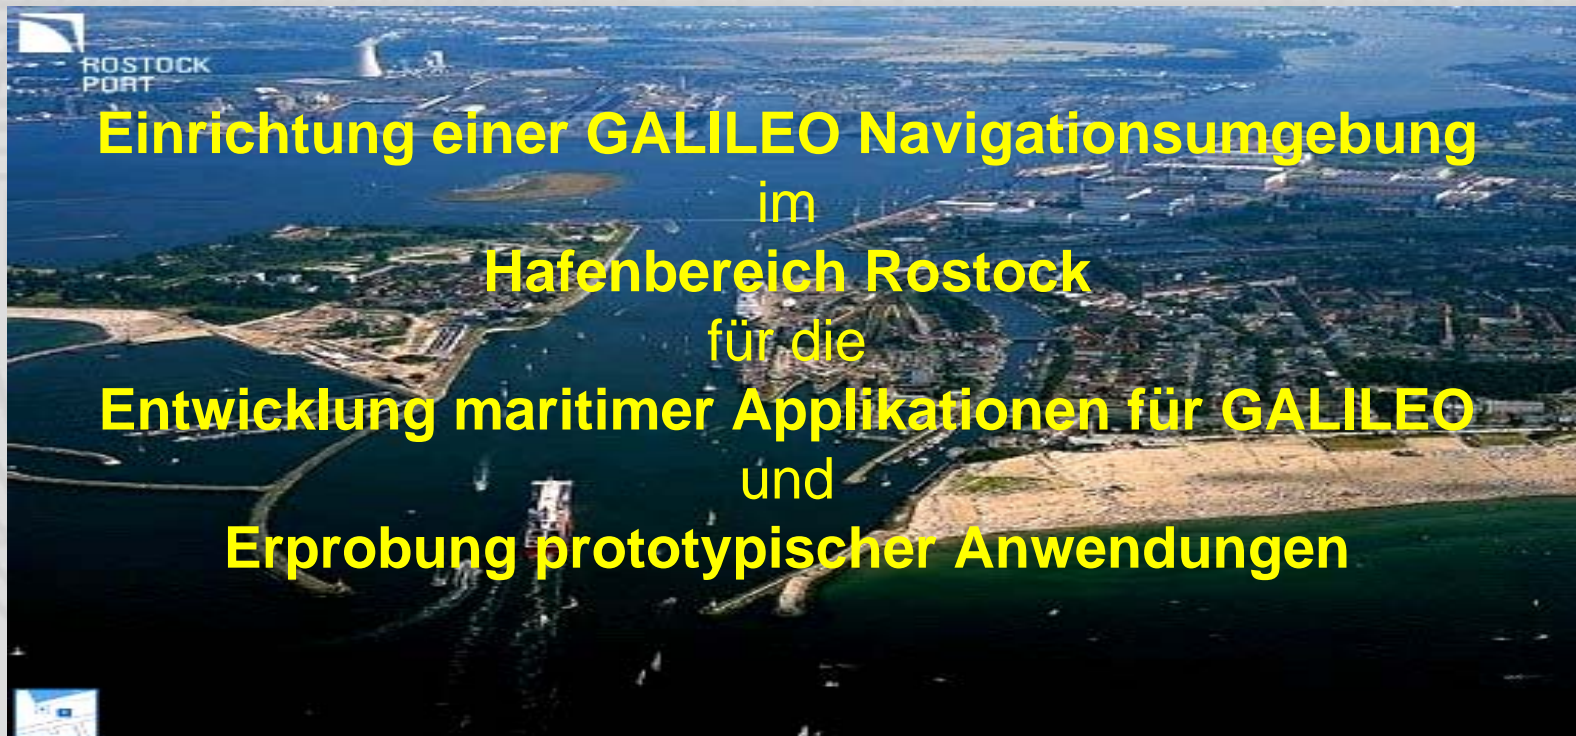 ROSTOCK
PORT
Einrichtung einer GALILEO Navigationsumgebung
im
Hafenbereich Rostock
für die
Entwicklung maritimer Applikationen für GALILEO
und
Erprobung prototypischer Anwendungen